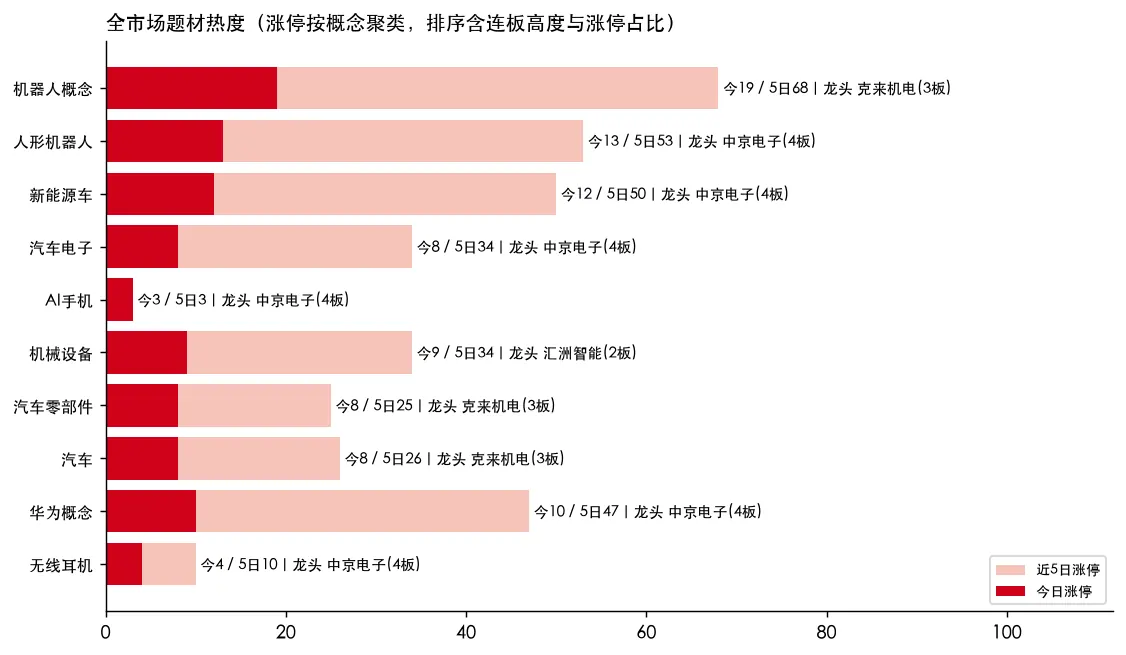 全市场题材热度（涨停按概念聚类，排序含连板高度与涨停占比）
机器人概念 今19 / 5日68 | 龙头 克来机电(3板)
人形机器人 今13 / 5日53 | 龙头 中京电子(4板)
新能源车 今12 / 5日50 | 龙头 中京电子(4板)
汽车电子 今8 / 5日34 | 龙头 中京电子(4板)
AI手机 今3 / 5日3 | 龙头 中京电子(4板)
机械设备 今9 / 5日34 | 龙头 汇洲智能(2板)
汽车零部件 今8 / 5日25 | 龙头 克来机电(3板)
汽车 今8 / 5日26 | 龙头 克来机电(3板)
华为概念 今10 / 5日47 | 龙头 中京电子(4板)
无线耳机 今4 / 5日10 | 龙头 中京电子(4板)
近5日涨停
今日涨停
0 20 40 60 80 100